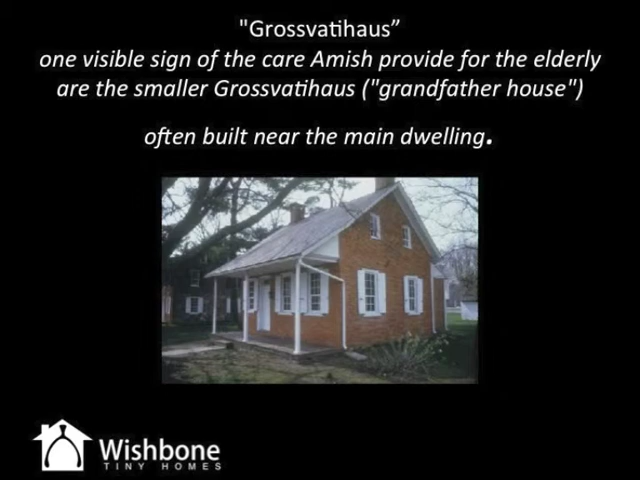 "Grossvatihaus”
one visible sign of the care Amish provide for the elderly
are the smaller Grossvatihaus ("grandfather house")
often built near the main dwelling.
Wishbone
TINY HOMES